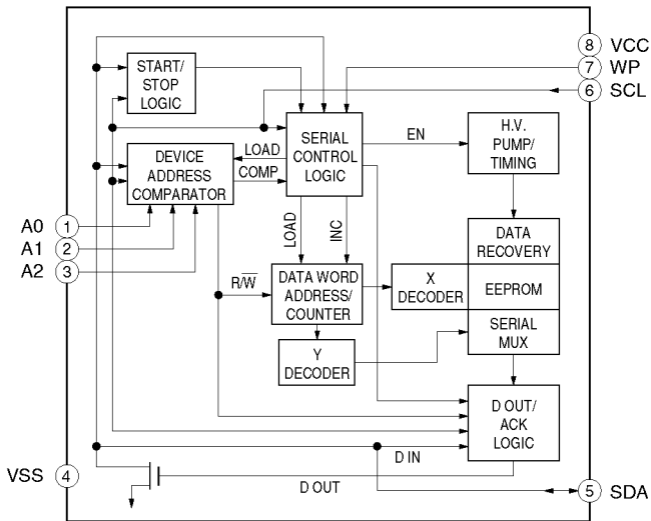 8 VCC
7 WP
6 SCL
START/
STOP
LOGIC
SERIAL
CONTROL
LOGIC
EN
H.V.
PUMP/
TIMING
LOAD
COMP
DEVICE
ADDRESS
COMPARATOR
A0 1
A1 2
A2 3
LOAD
INC
DATA
RECOVERY
R/W̅
DATA WORD
ADDRESS/
COUNTER
X
DECODER
EEPROM
SERIAL
MUX
Y
DECODER
D OUT/
ACK
LOGIC
D IN
VSS 4
D OUT
5 SDA